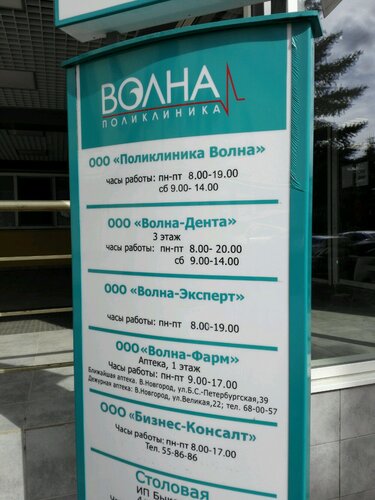 ВОЛНА
ПОЛИКЛИНИКА
ООО «Поликлиника Волна»
часы работы: пн-пт 8.00-19.00
сб 9.00- 14.00
ООО «Волна-Дента»
3 этаж
часы работы: пн-пт 8.00- 20.00
сб 9.00-14.00
ООО «Волна-Эксперт»
часы работы: пн-пт 8.00-19.00
ООО «Волна-Фарм»
Аптека, 1 этаж
Часы работы: пн-пт 9.00-17.00
Ближайшая аптека: В.Новгород, ул.Б.С.-Петербургская,39
Дежурная аптека: В.Новгород, ул.Великая,22; тел. 68-00-57
ООО «Бизнес-Консалт»
Часы работы: пн-пт 8.00-17.00
Тел. 55-86-86
Столовая
ИП